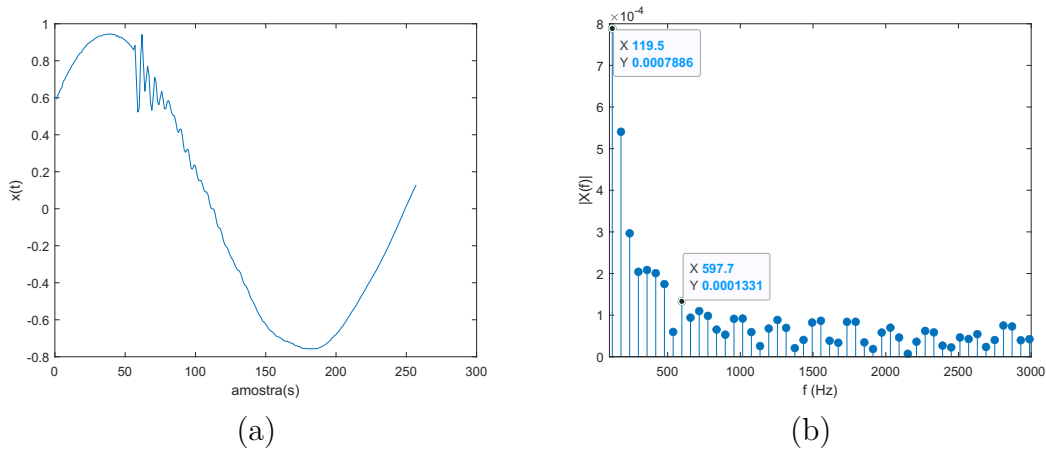 1
0.8
0.6
0.4
0.2
0
-0.2
-0.4
-0.6
-0.8
x(t)
0 50 100 150 200 250 300
amostra(s)
(a)
×10⁻⁴
8
7
6
5
4
3
2
1
0
|X(f)|
X 119.5
Y 0.0007886
X 597.7
Y 0.0001331
500 1000 1500 2000 2500 3000
f (Hz)
(b)